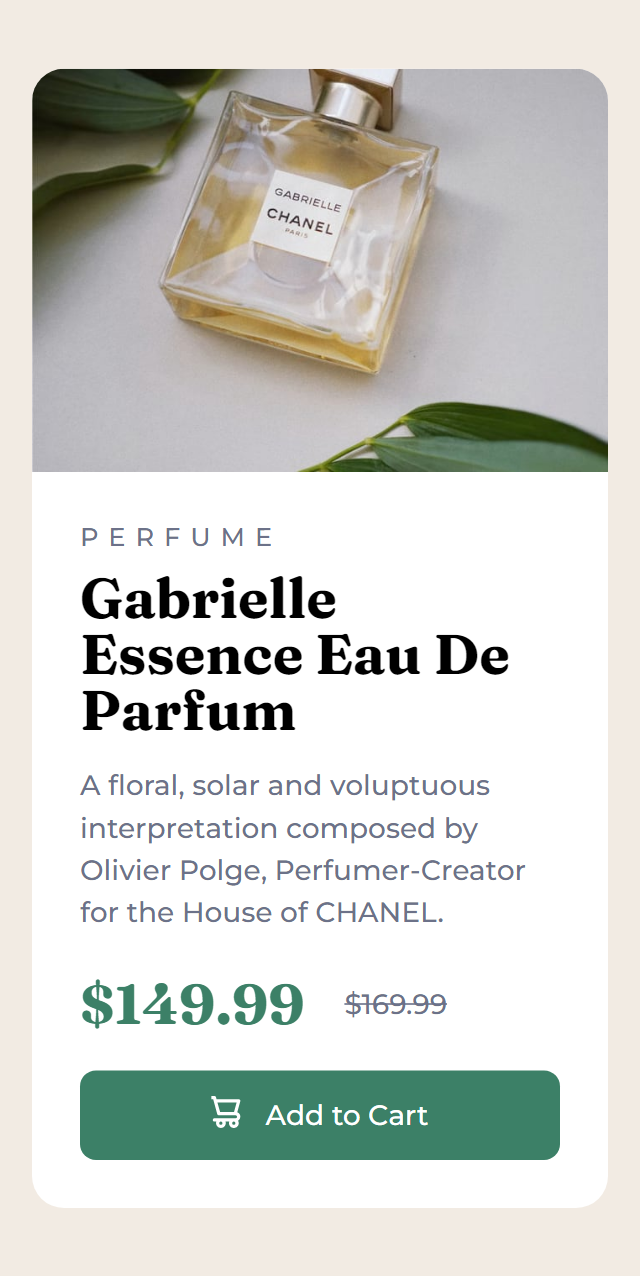 GABRIELLE
CHANEL
PARIS
PERFUME
Gabrielle
Essence Eau De
Parfum
A floral, solar and voluptuous
interpretation composed by
Olivier Polge, Perfumer-Creator
for the House of CHANEL.
$149.99 $169.99
Add to Cart